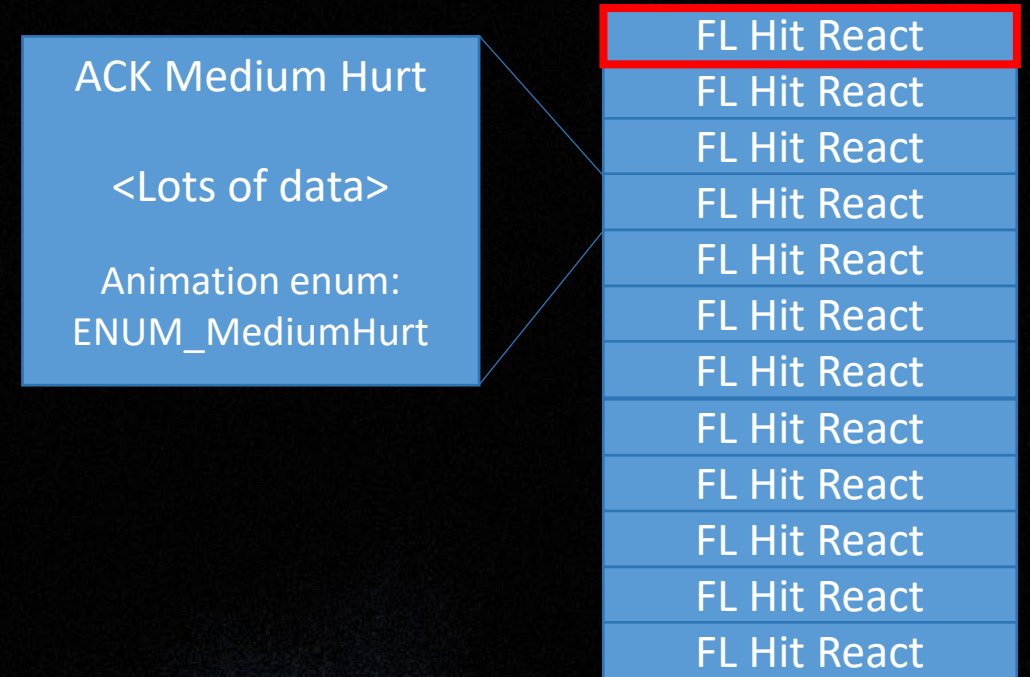 ACK Medium Hurt
<Lots of data>
Animation enum:
ENUM_MediumHurt
FL Hit React
FL Hit React
FL Hit React
FL Hit React
FL Hit React
FL Hit React
FL Hit React
FL Hit React
FL Hit React
FL Hit React
FL Hit React
FL Hit React